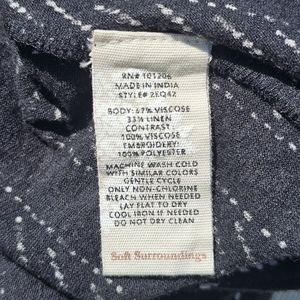 RN# 101206
MADE IN INDIA
STYLE# 2EQ42
BODY: 67% VISCOSE
33% LINEN
CONTRAST:
100% VISCOSE
EMBROIDERY:
100% POLYESTER
MACHINE WASH COLD
WITH SIMILAR COLORS
GENTLE CYCLE
ONLY NON-CHLORINE
BLEACH WHEN NEEDED
LAY FLAT TO DRY
COOL IRON IF NEEDED
DO NOT DRY CLEAN
Soft Surroundings